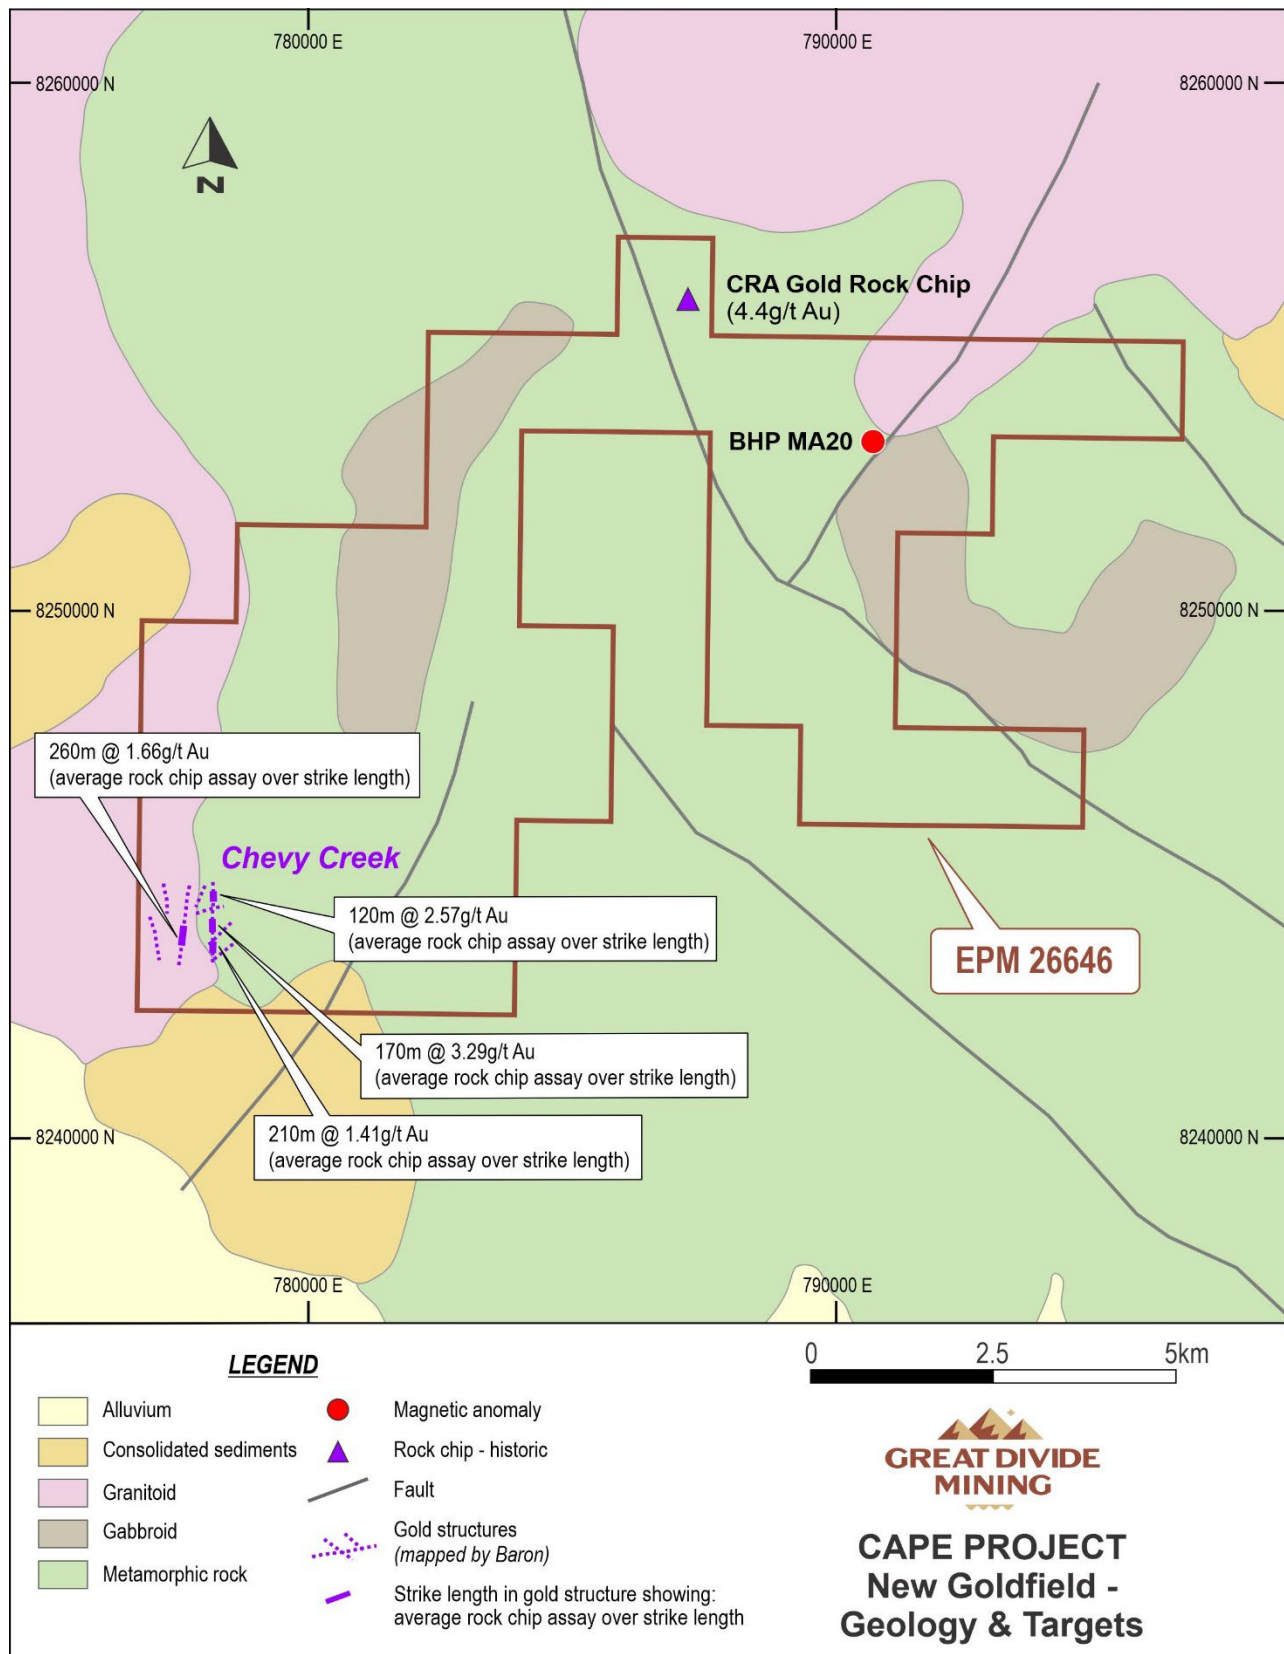 780000 E
790000 E
8260000 N
8260000 N
N
CRA Gold Rock Chip
(4.4g/t Au)
BHP MA20
8250000 N
8250000 N
260m @ 1.66g/t Au
(average rock chip assay over strike length)
Chevy Creek
120m @ 2.57g/t Au
(average rock chip assay over strike length)
EPM 26646
170m @ 3.29g/t Au
(average rock chip assay over strike length)
210m @ 1.41g/t Au
(average rock chip assay over strike length)
8240000 N
8240000 N
780000 E
790000 E
LEGEND
Alluvium
Consolidated sediments
Granitoid
Gabbroid
Metamorphic rock
Magnetic anomaly
Rock chip - historic
Fault
Gold structures
(mapped by Baron)
Strike length in gold structure showing:
average rock chip assay over strike length
0 2.5 5km
GREAT DIVIDE
MINING
CAPE PROJECT
New Goldfield -
Geology & Targets